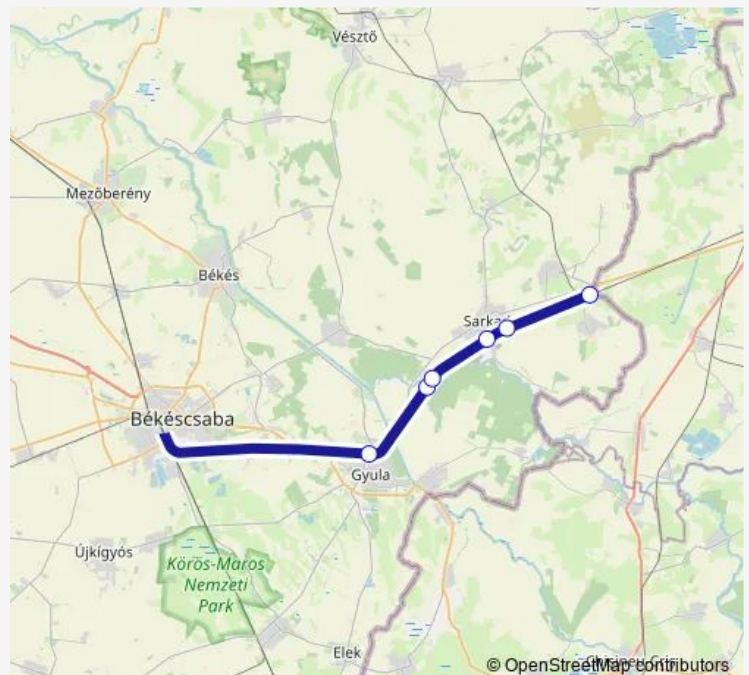 Vésztő
Mezőberény
Békés
Sarkad
Békéscsaba
Gyula
Újkígyós
Körös-Maros
Nemzeti
Park
Elek
© OpenStreetMap contributors